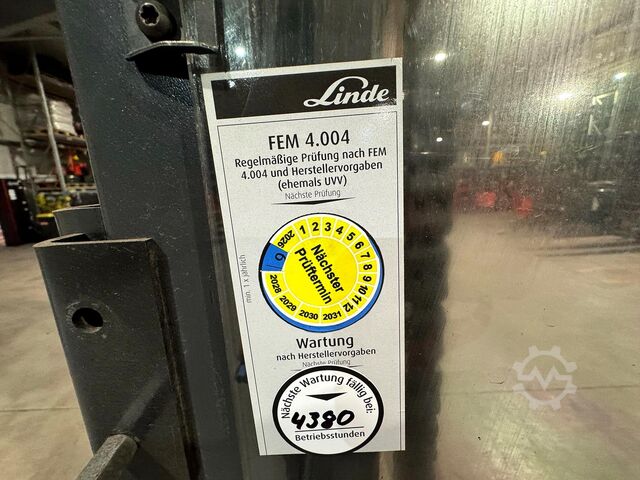 Linde
FEM 4.004
Regelmäßige Prüfung nach FEM
4.004 und Herstellervorgaben
(ehemals UVV)
Nächste Prüfung
min. 1 x jährlich
2026 1 2 3 4 5 6 7 8 9 10 11 12
9
2028 2029 2030 2031
Nächster
Prüftermin
Wartung
nach Herstellervorgaben
Nächste Prüfung
Nächste Wartung fällig bei:
4380
Betriebsstunden